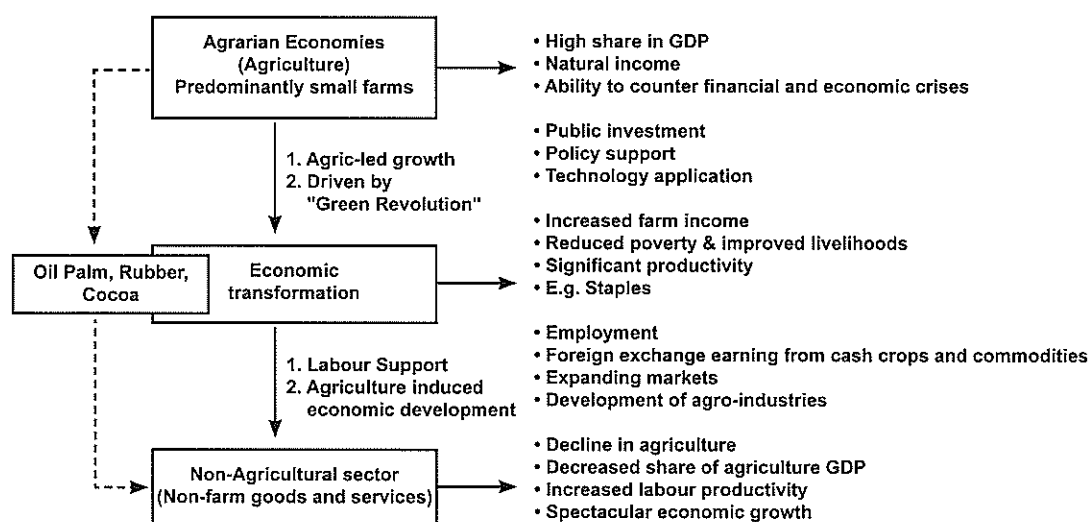 Agrarian Economies
(Agriculture)
Predominantly small farms
• High share in GDP
• Natural income
• Ability to counter financial and economic crises
1. Agric-led growth
2. Driven by
"Green Revolution"
• Public investment
• Policy support
• Technology application
Oil Palm, Rubber,
Cocoa
Economic
transformation
• Increased farm income
• Reduced poverty & improved livelihoods
• Significant productivity
• E.g. Staples
1. Labour Support
2. Agriculture induced
economic development
• Employment
• Foreign exchange earning from cash crops and commodities
• Expanding markets
• Development of agro-industries
Non-Agricultural sector
(Non-farm goods and services)
• Decline in agriculture
• Decreased share of agriculture GDP
• Increased labour productivity
• Spectacular economic growth